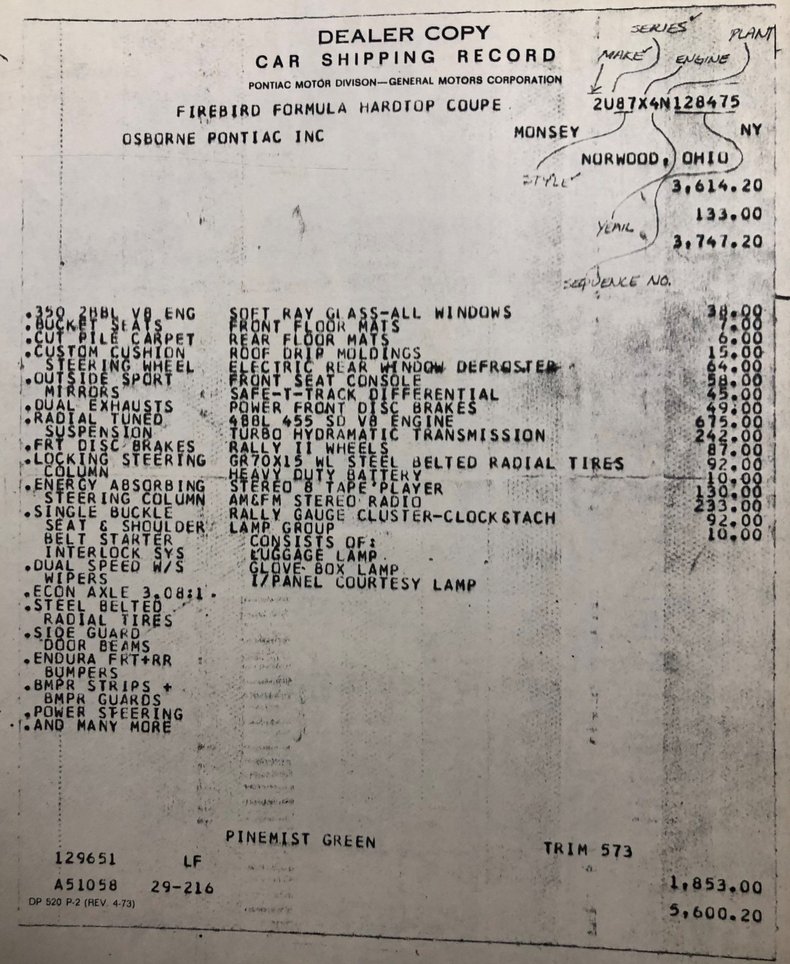 DEALER COPY
CAR SHIPPING RECORD
PONTIAC MOTOR DIVISON—GENERAL MOTORS CORPORATION
SERIES
PLANT
MAKE
ENGINE
FIREBIRD FORMULA HARDTOP COUPE 2U87X4N128475
OSBORNE PONTIAC INC MONSEY NY
NORWOOD, OHIO
STYLE
3,614.20
133.00
YEAR
3,747.20
SEQUENCE NO.
.350 2BBL V8 ENG SOFT RAY GLASS-ALL WINDOWS 38.00
.BUCKET SEATS FRONT FLOOR MATS 7.00
.CUT PILE CARPET REAR FLOOR MATS 6.00
.CUSTOM CUSHION ROOF DRIP MOLDINGS 15.00
STEERING WHEEL ELECTRIC REAR WINDOW DEFROSTER 64.00
.OUTSIDE SPORT FRONT SEAT CONSOLE 58.00
MIRRORS SAFE-T-TRACK DIFFERENTIAL 45.00
.DUAL EXHAUSTS POWER FRONT DISC BRAKES 49.00
.RADIAL TUNED 4BBL 455 SD V8 ENGINE 675.00
SUSPENSION TURBO HYDRAMATIC TRANSMISSION 242.00
.FRT DISC BRAKES RALLY II WHEELS 87.00
.LOCKING STEERING GR70X15 WL STEEL BELTED RADIAL TIRES 92.00
COLUMN HEAVY DUTY BATTERY 10.00
.ENERGY ABSORBING STEREO 8 TAPE PLAYER 130.00
STEERING COLUMN AM&FM STEREO RADIO 233.00
.SINGLE BUCKLE RALLY GAUGE CLUSTER-CLOCK&TACH 92.00
SEAT & SHOULDER LAMP GROUP 10.00
BELT STARTER CONSISTS OF:
INTERLOCK SYS LUGGAGE LAMP
.DUAL SPEED W/S GLOVE BOX LAMP
WIPERS I/PANEL COURTESY LAMP
.ECON AXLE 3.08:1.
.STEEL BELTED
RADIAL TIRES
.SIDE GUARD
DOOR BEAMS
.ENDURA FRT+RR
BUMPERS
.BMPR STRIPS +
BMPR GUARDS
.POWER STEERING
.AND MANY MORE
PINEMIST GREEN TRIM 573
129651 LF
A51058 29-216 1,853.00
DP 520 P-2 (REV. 4-73) 5,600.20